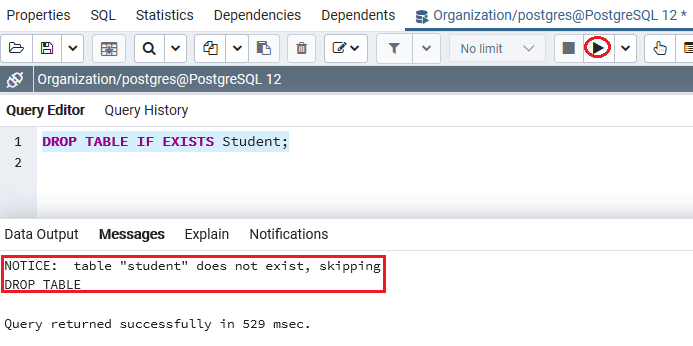 Properties SQL Statistics Dependencies Dependents Organization/postgres@PostgreSQL 12 *
No limit
Organization/postgres@PostgreSQL 12
Query Editor Query History
1 DROP TABLE IF EXISTS Student;
2
Data Output Messages Explain Notifications
NOTICE:  table "student" does not exist, skipping
DROP TABLE
Query returned successfully in 529 msec.